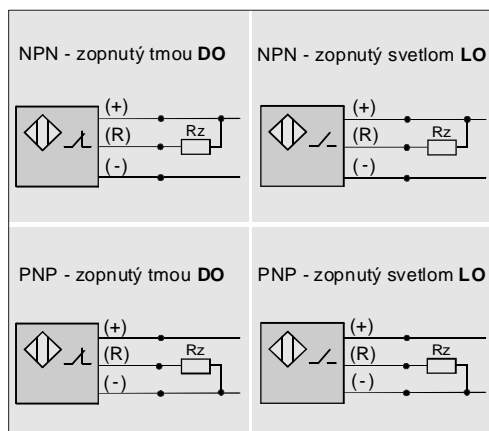 NPN - zopnutý tmou DO
(+)
(R)
Rz
(-)
NPN - zopnutý svetlom LO
(+)
(R)
Rz
(-)
PNP - zopnutý tmou DO
(+)
(R)
Rz
(-)
PNP - zopnutý svetlom LO
(+)
(R)
Rz
(-)